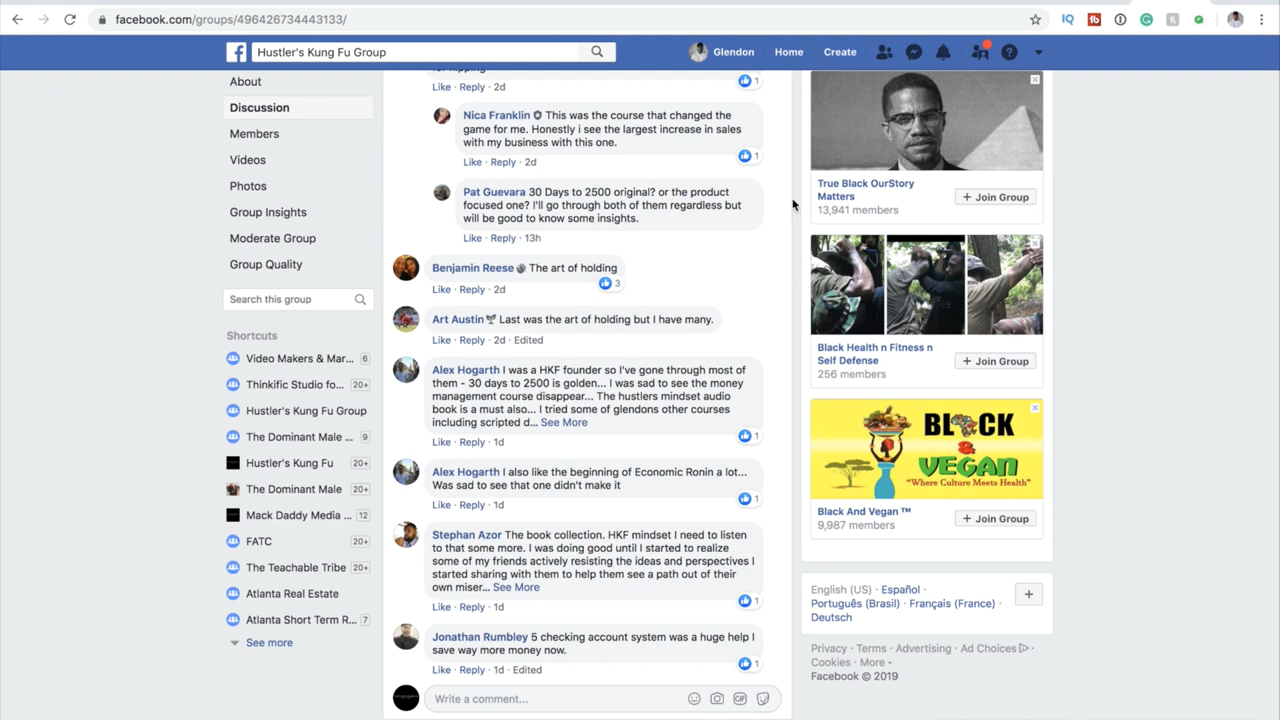 facebook.com/groups/496426734443133/
Hustler's Kung Fu Group
Glendon
Home
Create
About
Discussion
Members
Videos
Photos
Group Insights
Moderate Group
Group Quality
Search this group
Shortcuts
Video Makers & Mar... 6
Thinkific Studio fo... 20+
Hustler's Kung Fu Group
The Dominant Male ... 9
Hustler's Kung Fu 20+
The Dominant Male 20+
Mack Daddy Media ... 12
FATC 20+
The Teachable Tribe 20+
Atlanta Real Estate
Atlanta Short Term R... 7
See more
1
Like · Reply · 2d
Nica Franklin This was the course that changed the
game for me. Honestly i see the largest increase in sales
with my business with this one.
1
Like · Reply · 2d
Pat Guevara 30 Days to 2500 original? or the product
focused one? I'll go through both of them regardless but
will be good to know some insights.
Like · Reply · 13h
Benjamin Reese The art of holding
3
Like · Reply · 2d
Art Austin Last was the art of holding but I have many.
Like · Reply · 2d · Edited
Alex Hogarth I was a HKF founder so I've gone through most of
them - 30 days to 2500 is golden... I was sad to see the money
management course disappear... The hustlers mindset audio
book is a must also... I tried some of glendons other courses
including scripted d... See More
1
Like · Reply · 1d
Alex Hogarth I also like the beginning of Economic Ronin a lot...
Was sad to see that one didn't make it
1
Like · Reply · 1d
Stephan Azor The book collection. HKF mindset I need to listen
to that some more. I was doing good until I started to realize
some of my friends actively resisting the ideas and perspectives I
started sharing with them to help them see a path out of their
own miser... See More
1
Like · Reply · 1d
Jonathan Rumbley 5 checking account system was a huge help I
save way more money now.
1
Like · Reply · 1d · Edited
Write a comment...
GIF
True Black OurStory
Matters
13,941 members
+ Join Group
Black Health n Fitness n
Self Defense
256 members
+ Join Group
BLACK
&
VEGAN
"Where Culture Meets Health"
Black And Vegan ™
9,987 members
+ Join Group
English (US) · Español ·
Português (Brasil) · Français (France) ·
Deutsch
Privacy · Terms · Advertising · Ad Choices ·
Cookies · More
Facebook © 2019